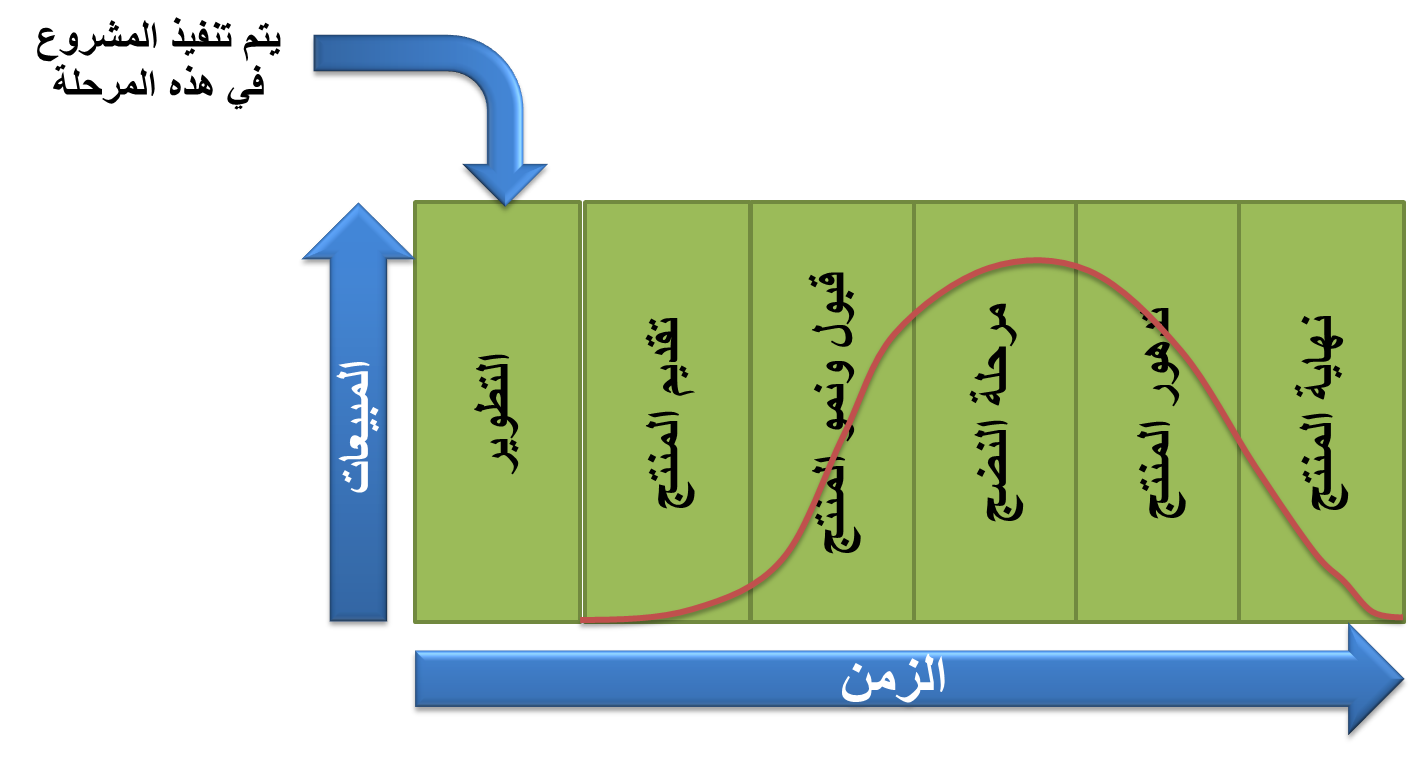 يتم تنفيذ المشروع
في هذه المرحلة
المبيعات
التطوير
تقديم المنتج
قبول ونمو المنتج
مرحلة النضج
تدهور المنتج
نهاية المنتج
الزمن